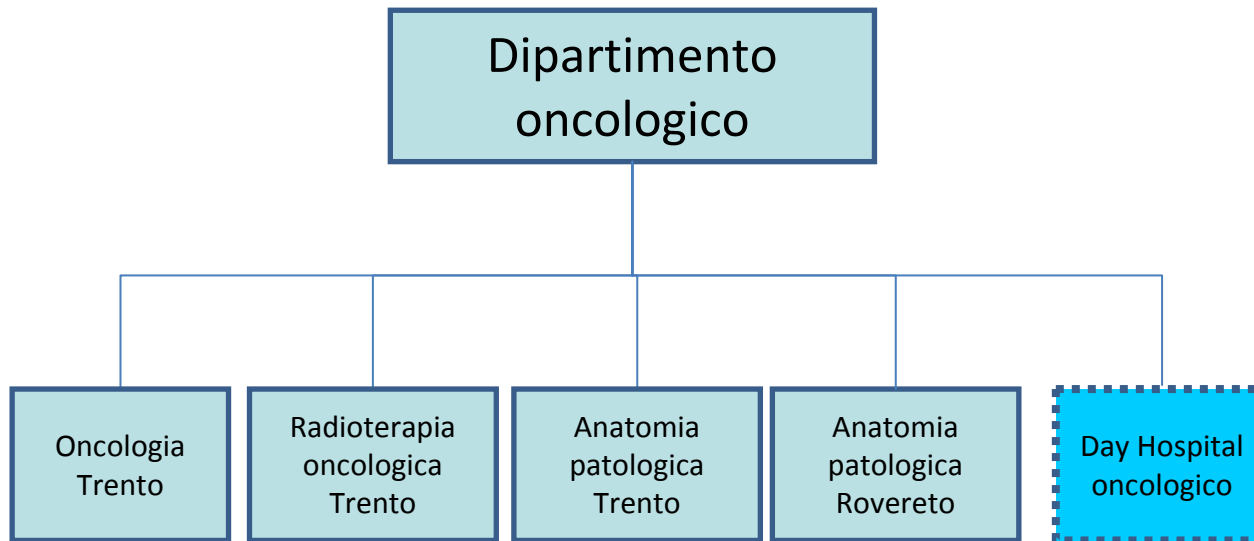 Dipartimento
oncologico
Oncologia
Trento
Radioterapia
oncologica
Trento
Anatomia
patologica
Trento
Anatomia
patologica
Rovereto
Day Hospital
oncologico